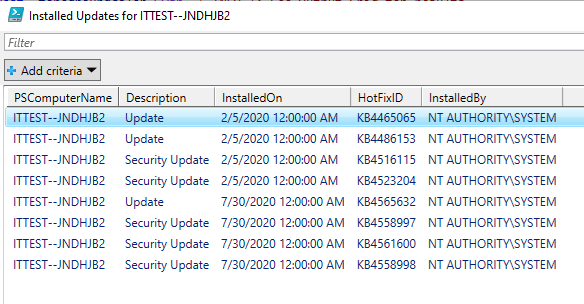 Installed Updates for ITTEST--JNDHJB2
Filter
Add criteria
PSComputerName Description InstalledOn HotFixID InstalledBy
ITTEST--JNDHJB2 Update 2/5/2020 12:00:00 AM KB4465065 NT AUTHORITY\SYSTEM
ITTEST--JNDHJB2 Update 2/5/2020 12:00:00 AM KB4486153 NT AUTHORITY\SYSTEM
ITTEST--JNDHJB2 Security Update 2/5/2020 12:00:00 AM KB4516115 NT AUTHORITY\SYSTEM
ITTEST--JNDHJB2 Security Update 2/5/2020 12:00:00 AM KB4523204 NT AUTHORITY\SYSTEM
ITTEST--JNDHJB2 Update 7/30/2020 12:00:00 AM KB4565632 NT AUTHORITY\SYSTEM
ITTEST--JNDHJB2 Security Update 7/30/2020 12:00:00 AM KB4558997 NT AUTHORITY\SYSTEM
ITTEST--JNDHJB2 Security Update 7/30/2020 12:00:00 AM KB4561600 NT AUTHORITY\SYSTEM
ITTEST--JNDHJB2 Security Update 7/30/2020 12:00:00 AM KB4558998 NT AUTHORITY\SYSTEM